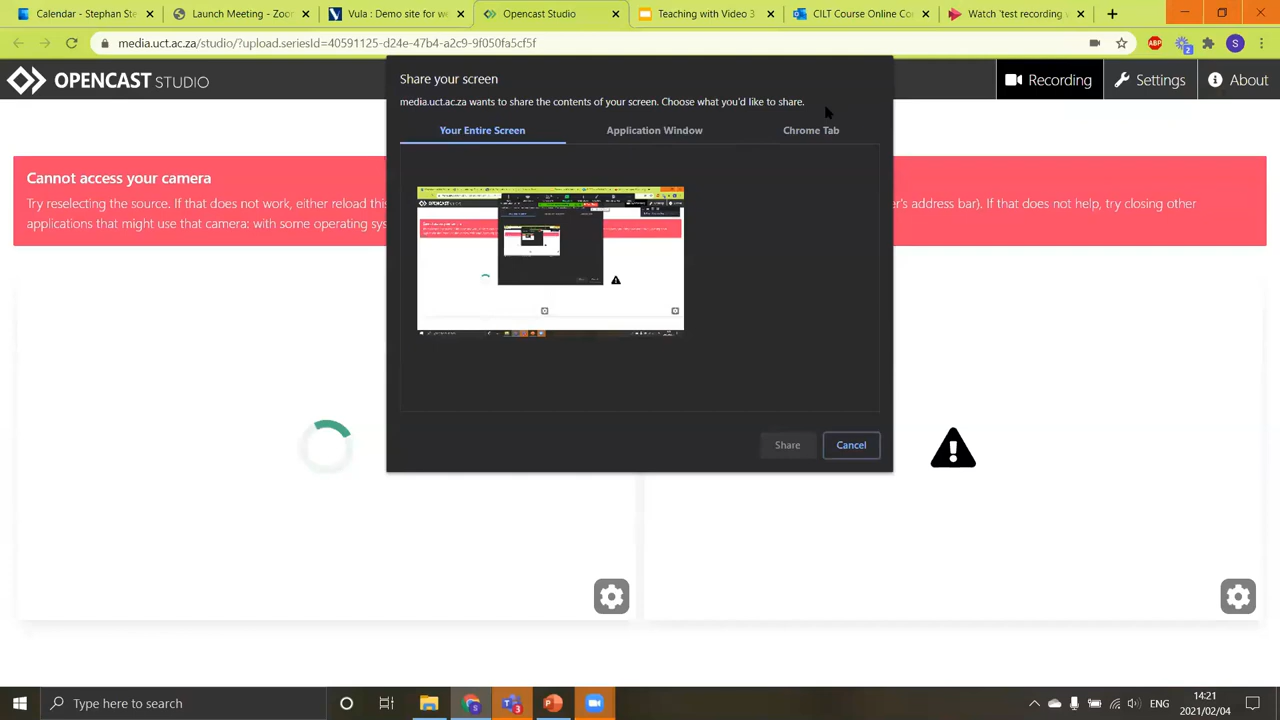 Calendar - Stephan Ste
Launch Meeting - Zoo
Vula : Demo site for we
Opencast Studio
Teaching with Video 3
CILT Course Online Co
Watch 'test recording
media.uct.ac.za/studio/?upload.seriesId=40591125-d24e-47b4-a2c9-9f050fa5cf5f
ABP
2
S
OPENCAST STUDIO
Recording
Settings
About
Share your screen
media.uct.ac.za wants to share the contents of your screen. Choose what you'd like to share.
Your Entire Screen
Application Window
Chrome Tab
Cannot access your camera
Try reselecting the source. If that does not work, either reload this
er's address bar). If that does not help, try closing other
applications that might use that camera: with some operating sys
Share
Cancel
Type here to search
3
ENG
14:21
2021/02/04